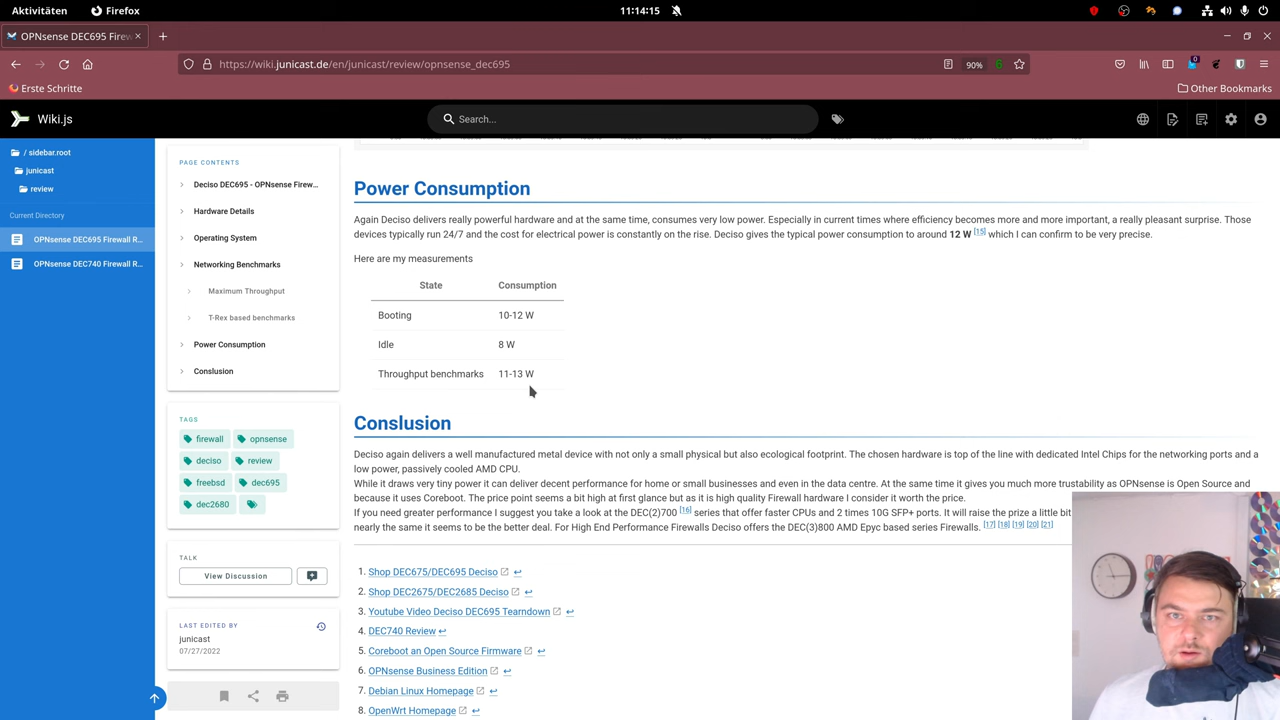 Aktivitäten
Firefox
11:14:15
OPNsense DEC695 Firew
https://wiki.junicast.de/en/junicast/review/opnsense_dec695
90%
Erste Schritte
Other Bookmarks
Wiki.js
Search...
/ sidebar.root
junicast
review
Current Directory
OPNsense DEC695 Firewall R...
OPNsense DEC740 Firewall R...
PAGE CONTENTS
Deciso DEC695 - OPNsense Firew...
Hardware Details
Operating System
Networking Benchmarks
Maximum Throughput
T-Rex based benchmarks
Power Consumption
Conslusion
TAGS
firewall
opnsense
deciso
review
freebsd
dec695
dec2680
TALK
View Discussion
LAST EDITED BY
junicast
07/27/2022
Power Consumption
Again Deciso delivers really powerful hardware and at the same time, consumes very low power. Especially in current times where efficiency becomes more and more important, a really pleasant surprise. Those
devices typically run 24/7 and the cost for electrical power is constantly on the rise. Deciso gives the typical power consumption to around 12 W [15] which I can confirm to be very precise.
Here are my measurements
State Consumption
Booting 10-12 W
Idle 8 W
Throughput benchmarks 11-13 W
Conslusion
Deciso again delivers a well manufactured metal device with not only a small physical but also ecological footprint. The chosen hardware is top of the line with dedicated Intel Chips for the networking ports and a
low power, passively cooled AMD CPU.
While it draws very tiny power it can deliver decent performance for home or small businesses and even in the data centre. At the same time it gives you much more trustability as OPNsense is Open Source and
because it uses Coreboot. The price point seems a bit high at first glance but as it is high quality Firewall hardware I consider it worth the price.
If you need greater performance I suggest you take a look at the DEC(2)700 [16] series that offer faster CPUs and 2 times 10G SFP+ ports. It will raise the prize a little bit
nearly the same it seems to be the better deal. For High End Performance Firewalls Deciso offers the DEC(3)800 AMD Epyc based series Firewalls. [17] [18] [19] [20] [21]
1. Shop DEC675/DEC695 Deciso
2. Shop DEC2675/DEC2685 Deciso
3. Youtube Video Deciso DEC695 Tearndown
4. DEC740 Review
5. Coreboot an Open Source Firmware
6. OPNsense Business Edition
7. Debian Linux Homepage
8. OpenWrt Homepage